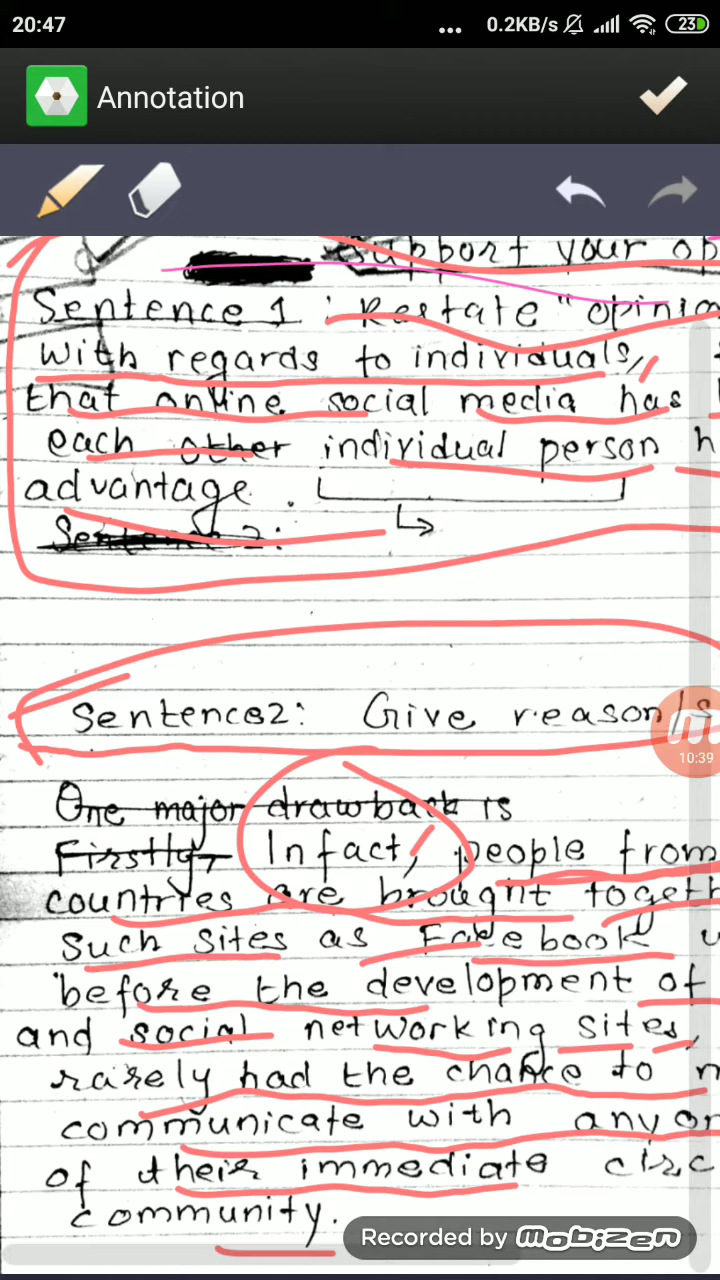 20:47
... 0.2KB/s 23
Annotation
Support your op
Sentence 1 : Restate "opinio
With regards to individuals,
that online social media has
each other individual person h
advantage.
Sentence 2:
Sentence2: Give reason/s
10:39
One major drawback is
Firstly, Infact, people from
countries are brought togeth
Such sites as Facebook
before the development of
and social networking sites,
rarely had the chance to m
communicate with anyon
of their immediate circ
community.
Recorded by mobizen